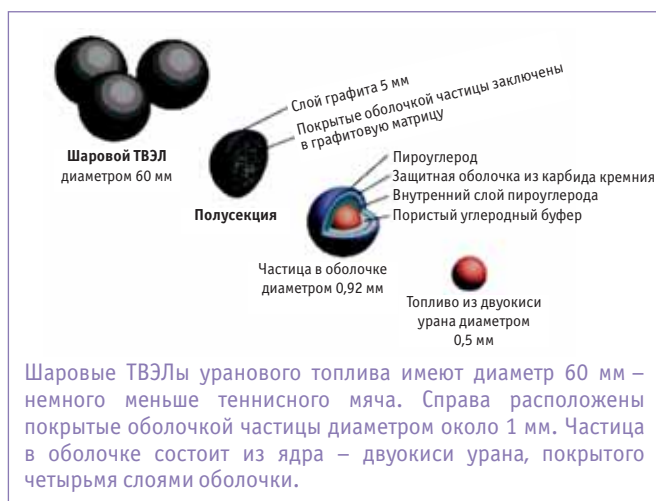 Слой графита 5 мм
Покрытые оболочкой частицы заключены
в графитовую матрицу
Шаровой ТВЭЛ
диаметром 60 мм
Полусекция
Пироуглерод
Защитная оболочка из карбида кремния
Внутренний слой пироуглерода
Пористый углеродный буфер
Частица в оболочке
диаметром 0,92 мм
Топливо из двуокиси
урана диаметром
0,5 мм
Шаровые ТВЭЛы уранового топлива имеют диаметр 60 мм –
немного меньше теннисного мяча. Справа расположены
покрытые оболочкой частицы диаметром около 1 мм. Частица
в оболочке состоит из ядра – двуокиси урана, покрытого
четырьмя слоями оболочки.